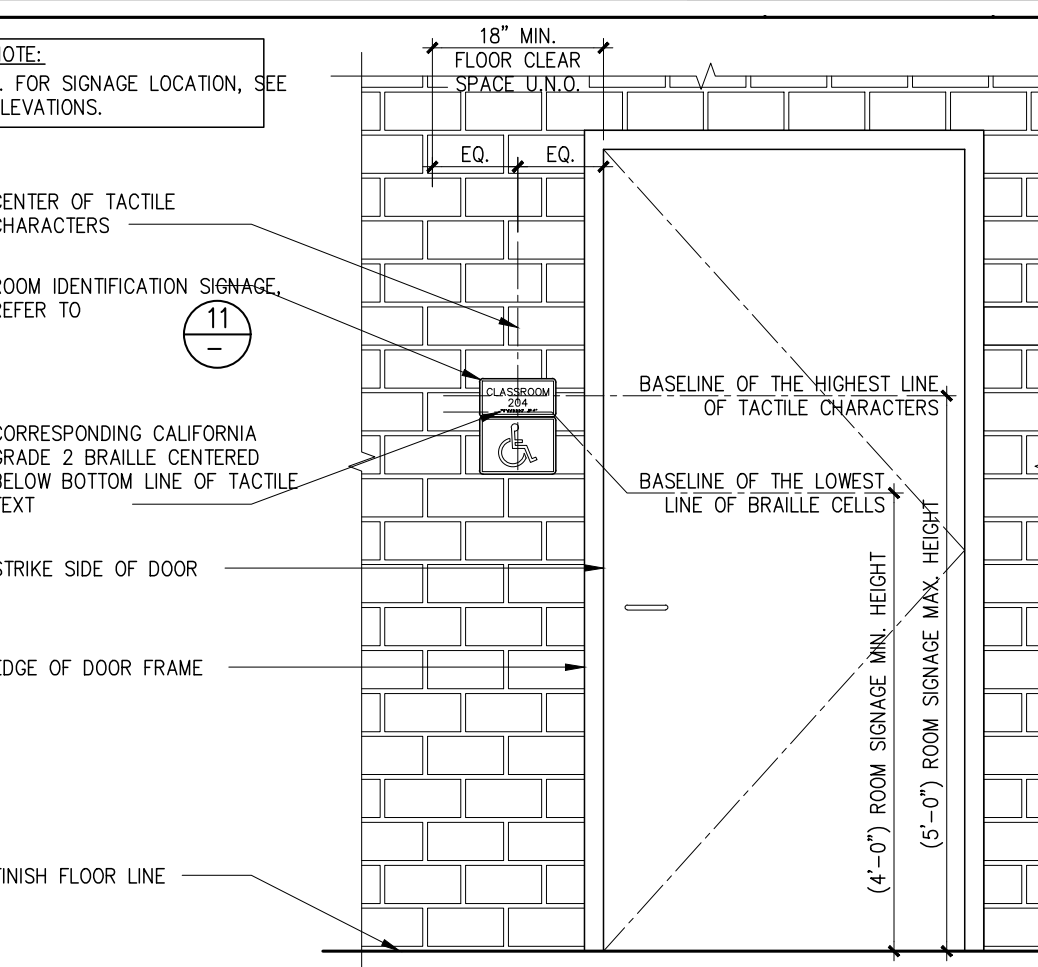 18" MIN.
FLOOR CLEAR
SPACE U.N.O.
NOTE:
. FOR SIGNAGE LOCATION, SEE
ELEVATIONS.
EQ. EQ.
CENTER OF TACTILE
CHARACTERS
ROOM IDENTIFICATION SIGNAGE,
REFER TO
11
–
CLASSROOM
204
BASELINE OF THE HIGHEST LINE
OF TACTILE CHARACTERS
CORRESPONDING CALIFORNIA
GRADE 2 BRAILLE CENTERED
BELOW BOTTOM LINE OF TACTILE
TEXT
BASELINE OF THE LOWEST
LINE OF BRAILLE CELLS
STRIKE SIDE OF DOOR
EDGE OF DOOR FRAME
(4'-0") ROOM SIGNAGE MIN. HEIGHT
(5'-0") ROOM SIGNAGE MAX. HEIGHT
FINISH FLOOR LINE